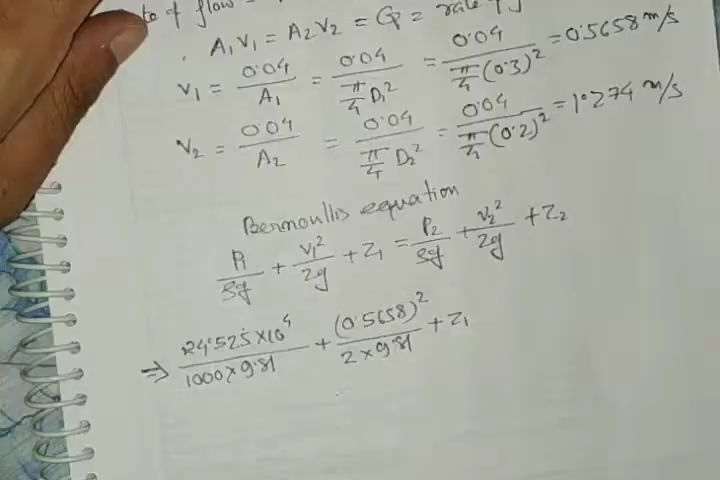 te of flow =
A₁V₁ = A₂V₂ = Q = rate of
V₁ = 0.04/A₁ = 0.04/(π/4 D₁²) = 0.04/(π/4 (0.3)²) = 0.5658 m/s
V₂ = 0.04/A₂ = 0.04/(π/4 D₂²) = 0.04/(π/4 (0.2)²) = 1.274 m/s
Bernoullis equation
P₁/ρg + V₁²/2g + Z₁ = P₂/ρg + V₂²/2g + Z₂
⇒ 24.525×10⁴/1000×9.81 + (0.5658)²/2×9.81 + Z₁